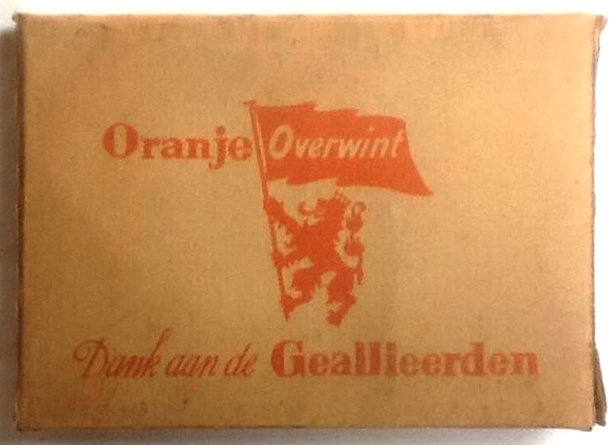 Oranje Overwint
Dank aan de Geallieerden